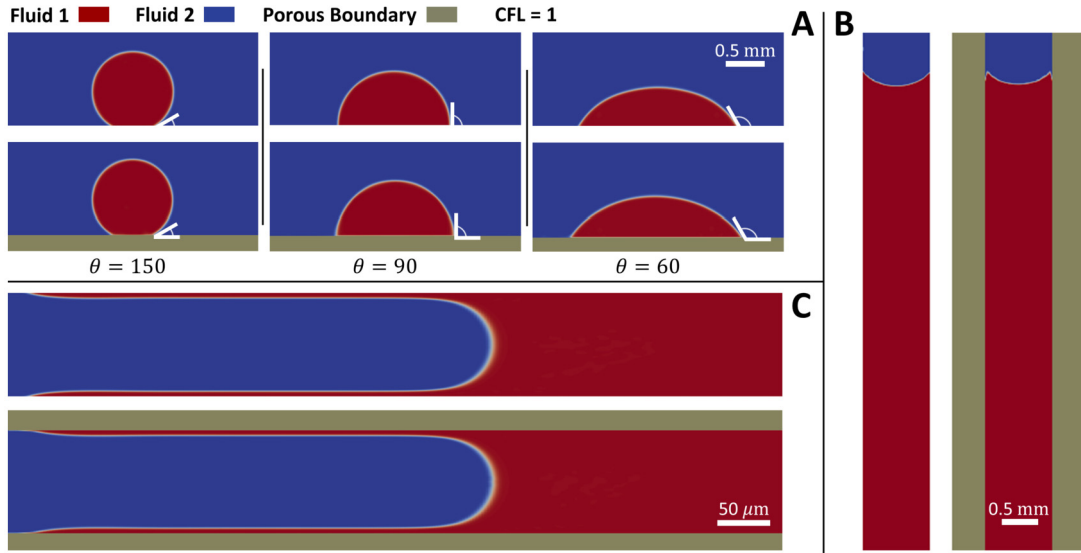 Fluid 1 Fluid 2 Porous Boundary CFL = 1
A
B
0.5 mm
θ = 150 θ = 90 θ = 60
C
50 μm
0.5 mm